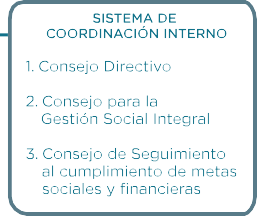 SISTEMA DE
COORDINACIÓN INTERNO
1. Consejo Directivo
2. Consejo para la
Gestión Social Integral
3. Consejo de Seguimiento
al cumplimiento de metas
sociales y financieras